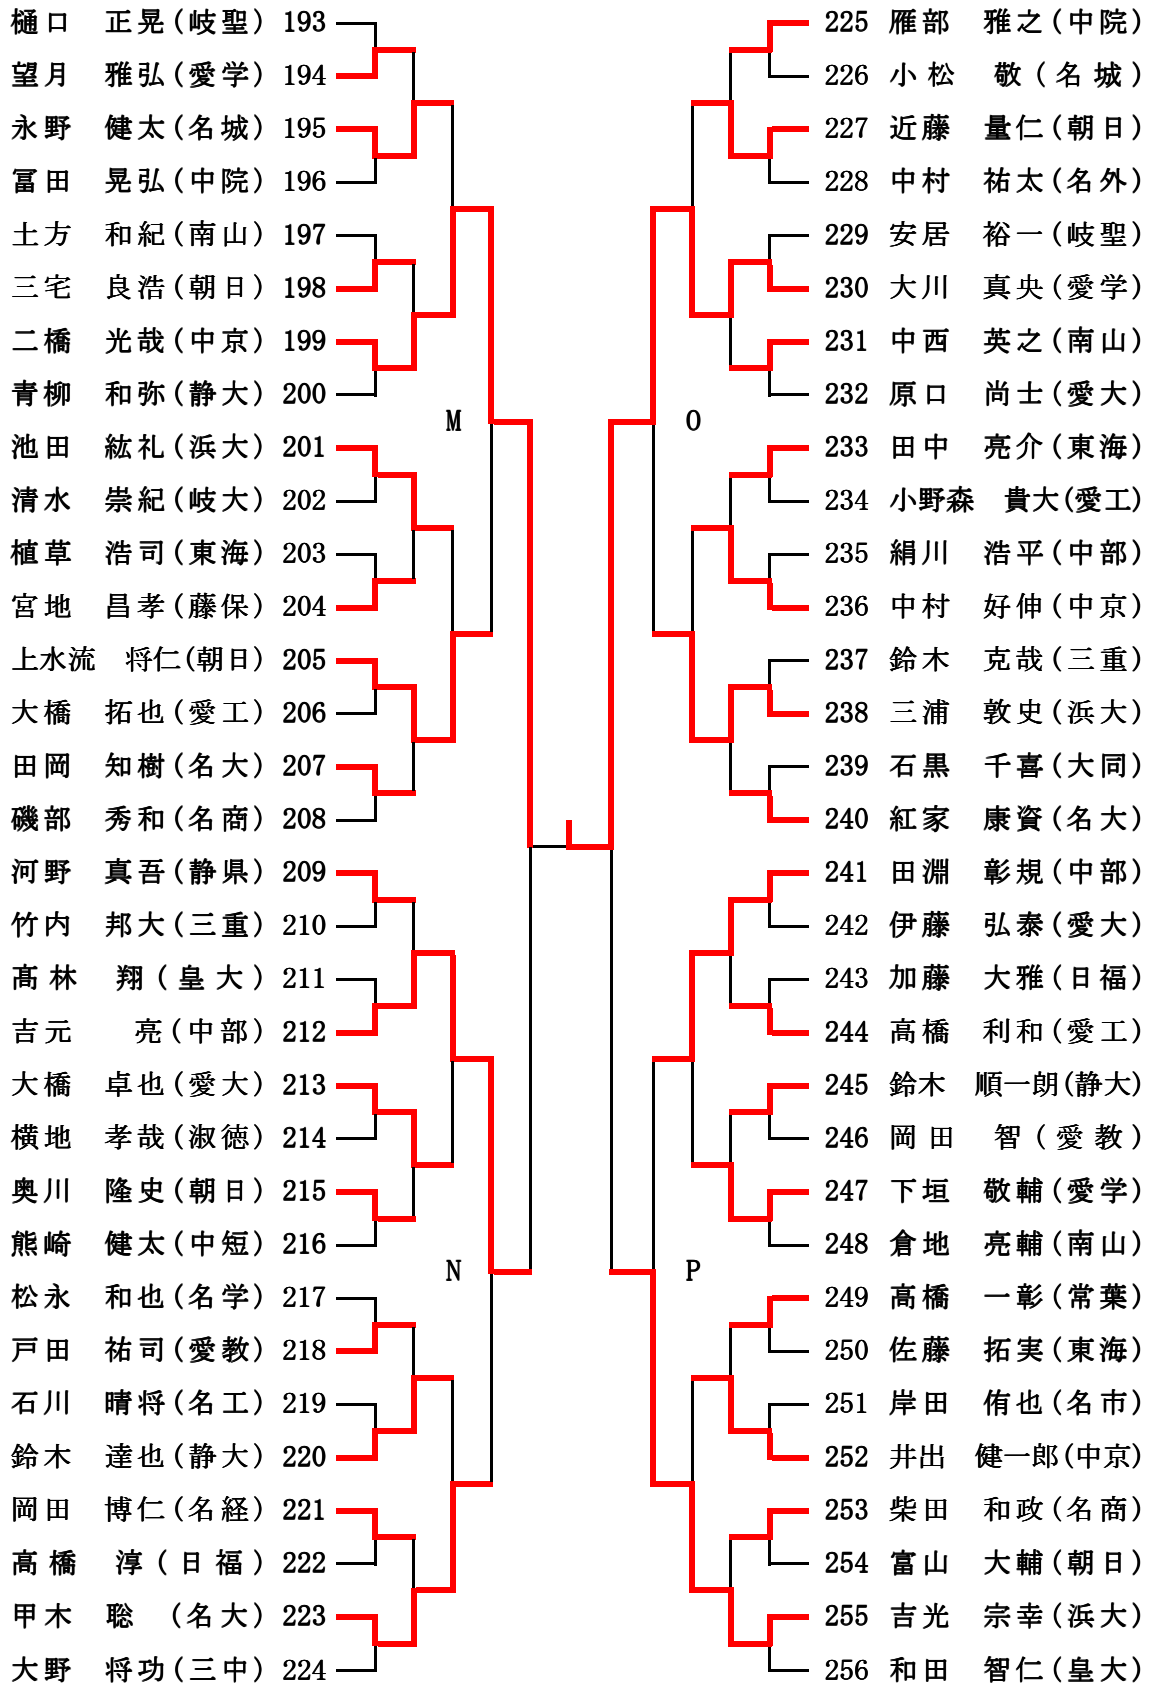 樋口 正晃(岐聖) 193
望月 雅弘(愛学) 194
永野 健太(名城) 195
冨田 晃弘(中院) 196
土方 和紀(南山) 197
三宅 良浩(朝日) 198
二橋 光哉(中京) 199
青柳 和弥(静大) 200
M
池田 紘礼(浜大) 201
清水 崇紀(岐大) 202
植草 浩司(東海) 203
宮地 昌孝(藤保) 204
上水流 将仁(朝日) 205
大橋 拓也(愛工) 206
田岡 知樹(名大) 207
磯部 秀和(名商) 208
河野 真吾(静県) 209
竹内 邦大(三重) 210
髙林 翔(皇大) 211
吉元 亮(中部) 212
大橋 卓也(愛大) 213
横地 孝哉(淑徳) 214
奥川 隆史(朝日) 215
熊崎 健太(中短) 216
N
松永 和也(名学) 217
戸田 祐司(愛教) 218
石川 晴将(名工) 219
鈴木 達也(静大) 220
岡田 博仁(名経) 221
高橋 淳(日福) 222
甲木 聡 (名大) 223
大野 将功(三中) 224
225 雁部 雅之(中院)
226 小松 敬(名城)
227 近藤 量仁(朝日)
228 中村 祐太(名外)
229 安居 裕一(岐聖)
230 大川 真央(愛学)
231 中西 英之(南山)
232 原口 尚士(愛大)
O
233 田中 亮介(東海)
234 小野森 貴大(愛工)
235 絹川 浩平(中部)
236 中村 好伸(中京)
237 鈴木 克哉(三重)
238 三浦 敦史(浜大)
239 石黒 千喜(大同)
240 紅家 康資(名大)
241 田淵 彰規(中部)
242 伊藤 弘泰(愛大)
243 加藤 大雅(日福)
244 高橋 利和(愛工)
245 鈴木 順一朗(静大)
246 岡田 智(愛教)
247 下垣 敬輔(愛学)
248 倉地 亮輔(南山)
P
249 高橋 一彰(常葉)
250 佐藤 拓実(東海)
251 岸田 侑也(名市)
252 井出 健一郎(中京)
253 柴田 和政(名商)
254 富山 大輔(朝日)
255 吉光 宗幸(浜大)
256 和田 智仁(皇大)